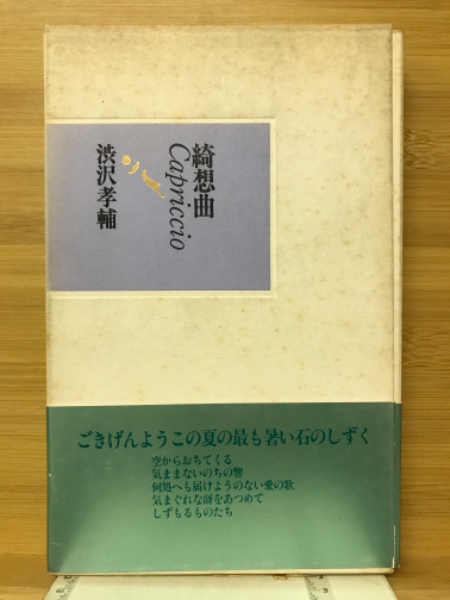 綺想曲
Capriccio
渋沢孝輔
ごきげんようこの夏の最も暑い石のしずく
空からおちてくる
気ままないのちの響
何処へも届けようのない愛の歌
気まぐれな谺をあつめて
しずもるものたち